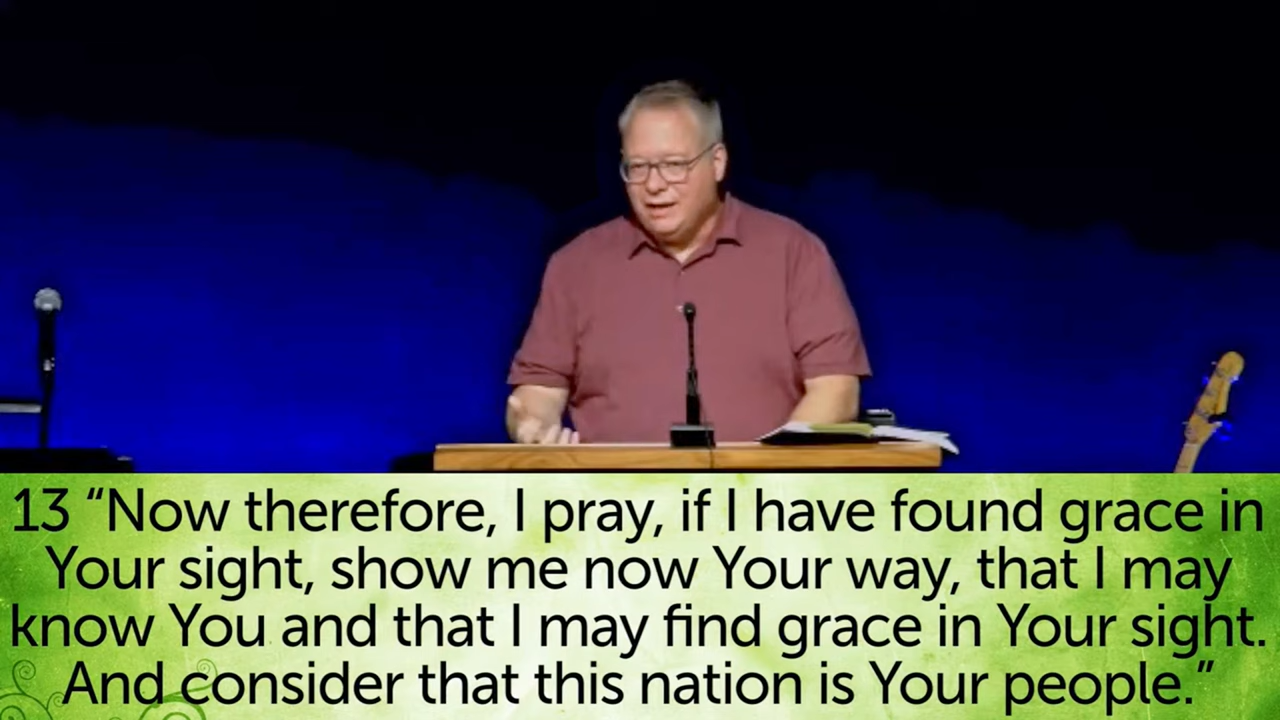 13 “Now therefore, I pray, if I have found grace in
Your sight, show me now Your way, that I may
know You and that I may find grace in Your sight.
And consider that this nation is Your people.”